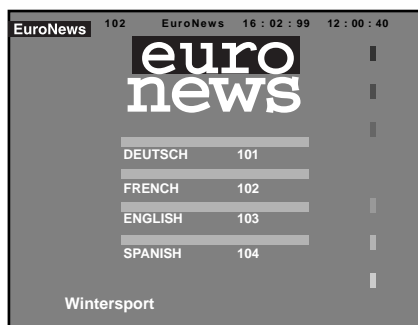 EuroNews 102 EuroNews 16 : 02 : 99 12 : 00 : 40
euro
news
DEUTSCH 101
FRENCH 102
ENGLISH 103
SPANISH 104
Wintersport